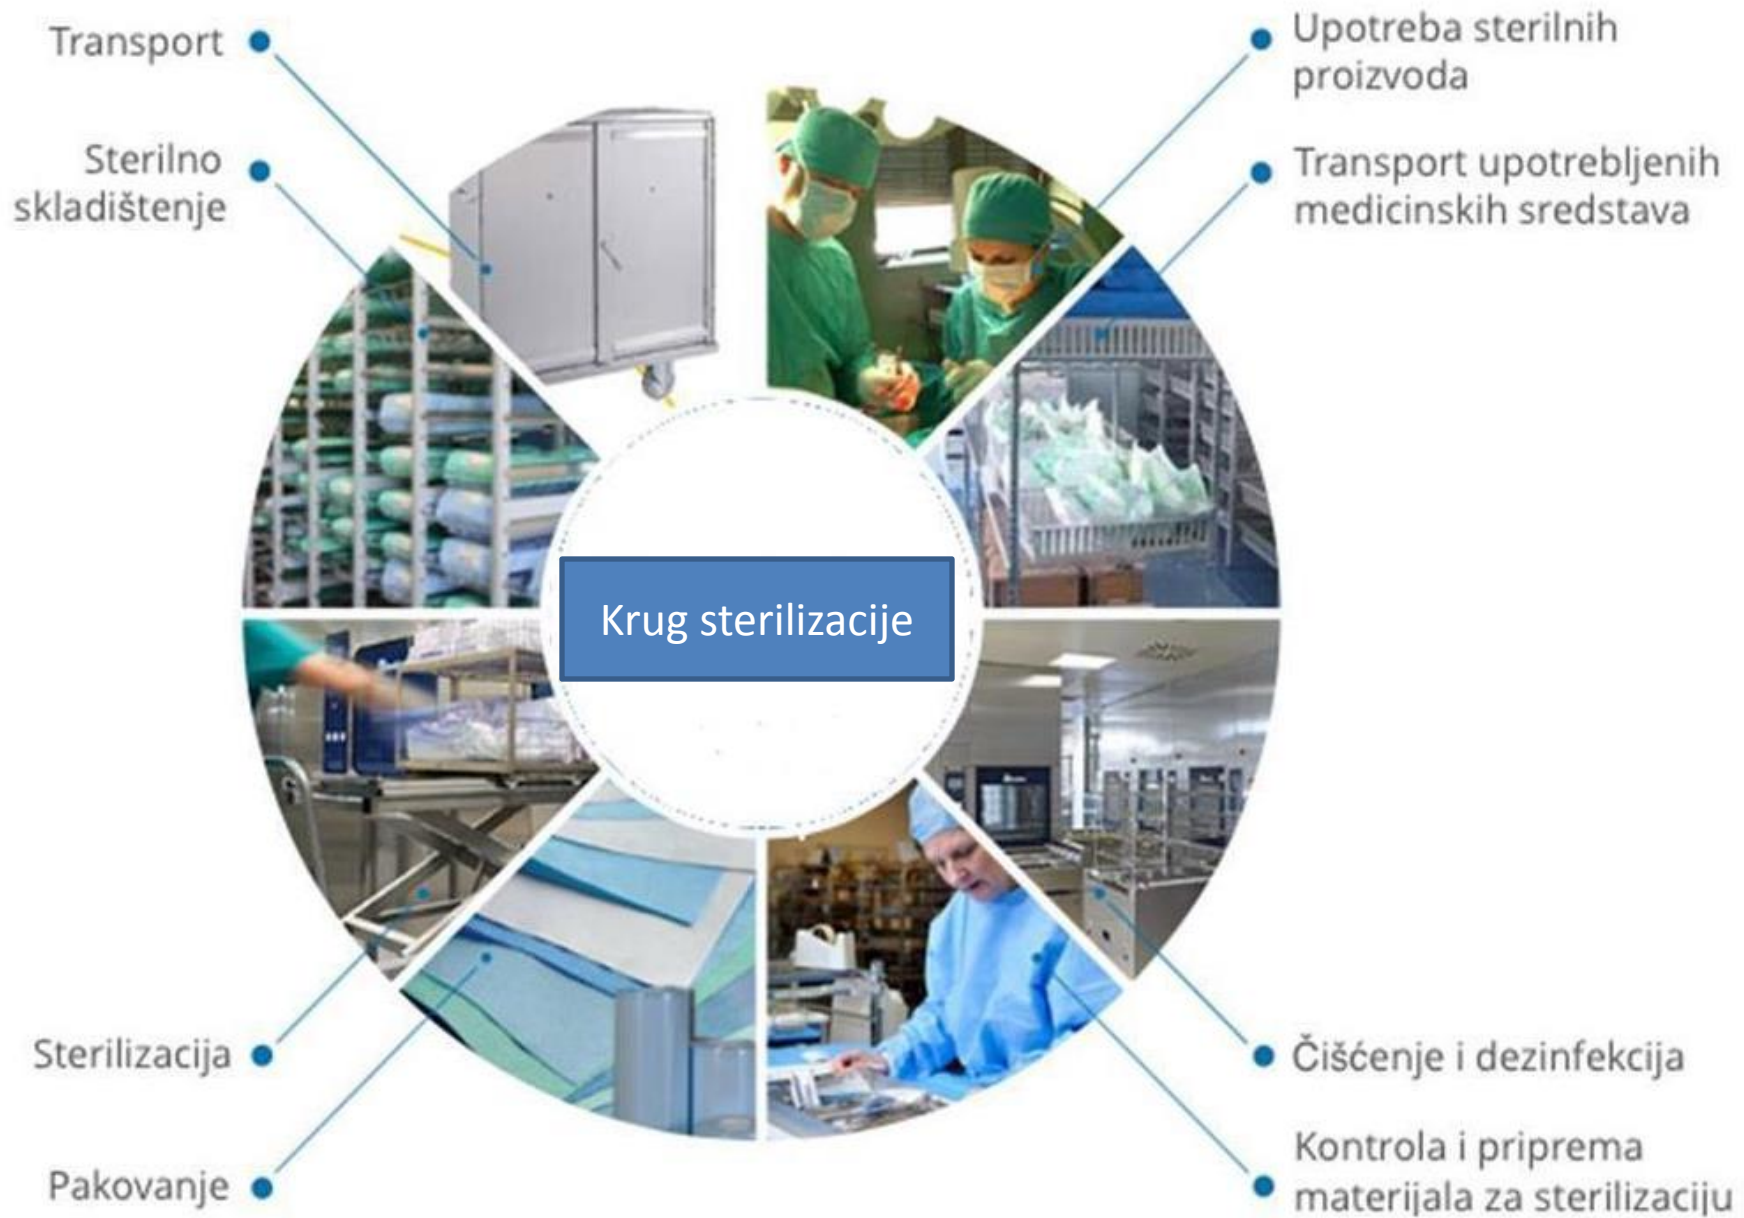 Transport
Sterilno
skladištenje
Upotreba sterilnih
proizvoda
Transport upotrebljenih
medicinskih sredstava
Krug sterilizacije
Sterilizacija
Pakovanje
Čišćenje i dezinfekcija
Kontrola i priprema
materijala za sterilizaciju